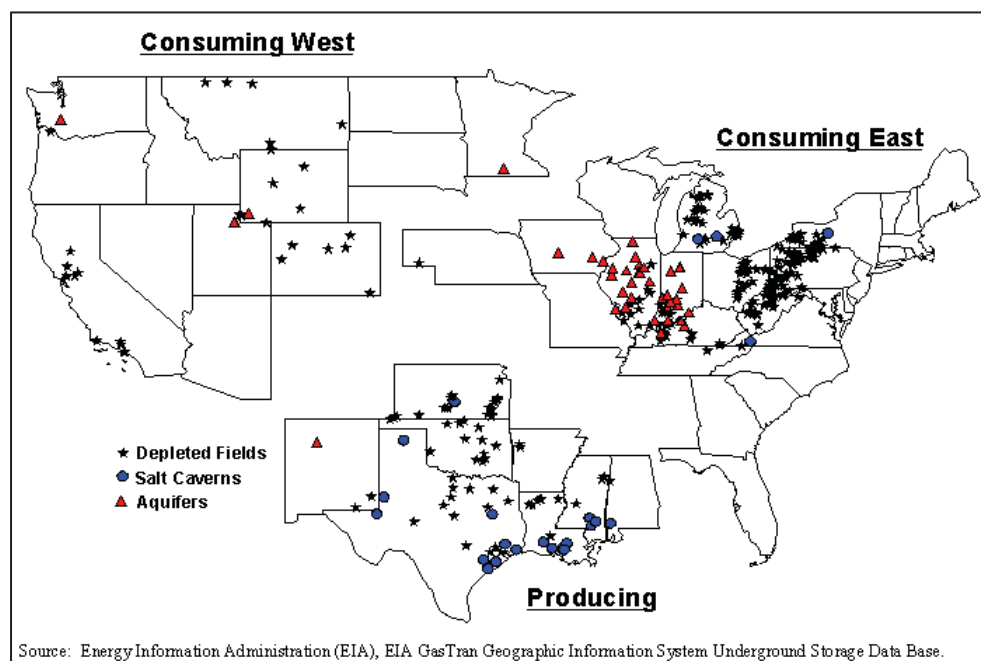 Consuming West
Consuming East
Depleted Fields
Salt Caverns
Aquifers
Producing
Source: Energy Information Administration (EIA), EIA GasTran Geographic Information System Underground Storage Data Base.